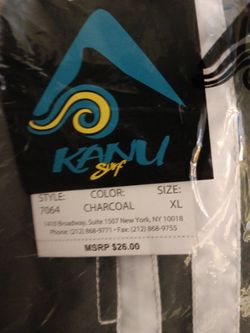 KANU
Surf
STYLE: COLOR: SIZE:
7064 CHARCOAL XL
1410 Broadway, Suite 1507 New York, NY 10018
Phone: (212) 868-9771 • Fax: (212) 868-9755
MSRP $26.00